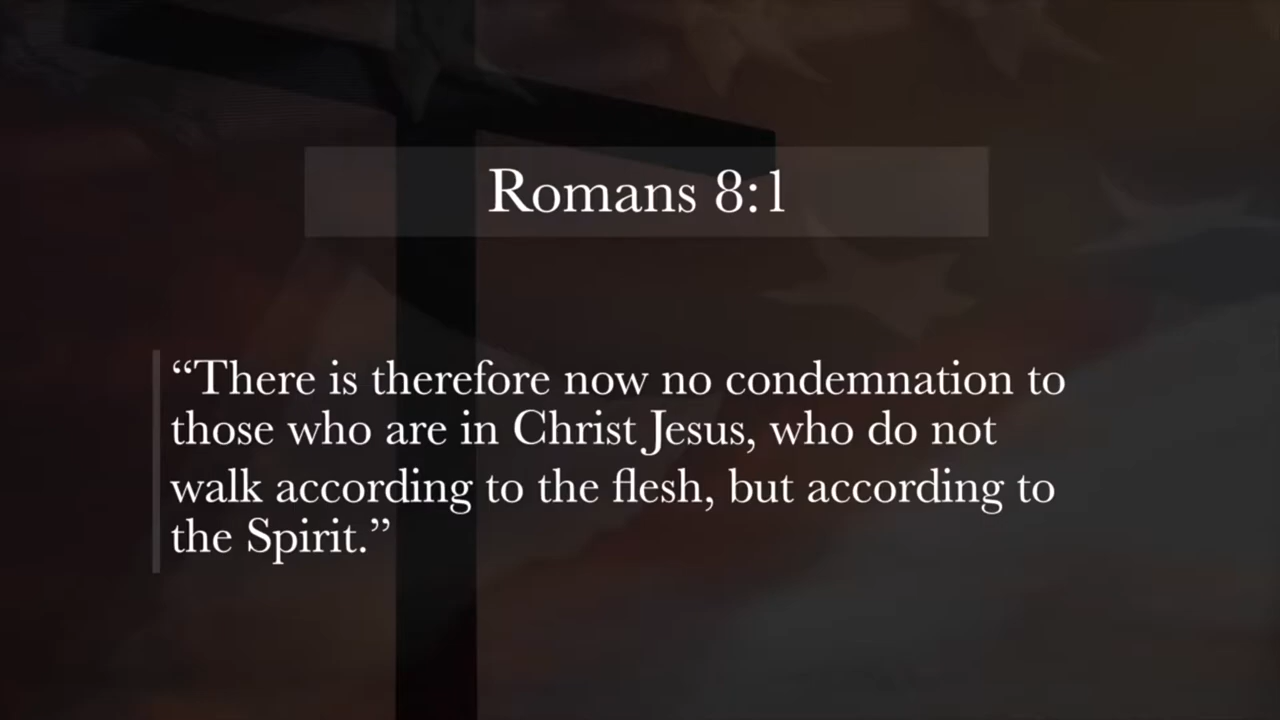 Romans 8:1
“There is therefore now no condemnation to
those who are in Christ Jesus, who do not
walk according to the flesh, but according to
the Spirit.”